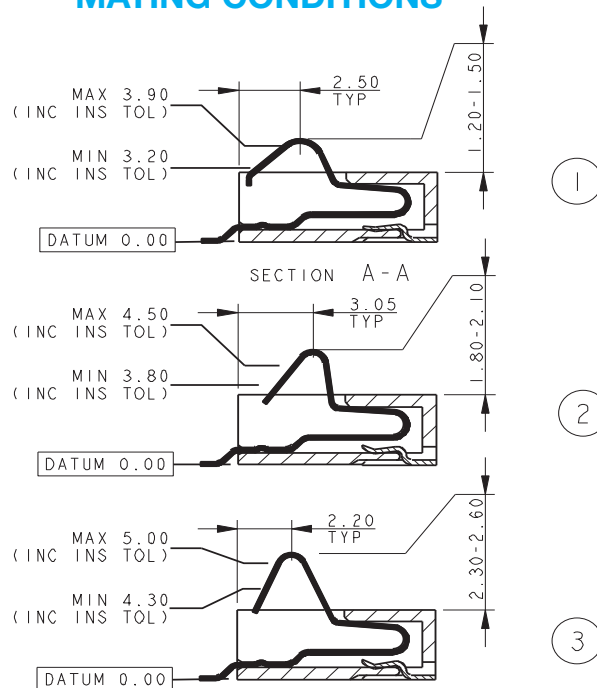 MATING CONDITIONS
2.50
TYP
MAX 3.90
(INC INS TOL)
MIN 3.20
(INC INS TOL)
DATUM 0.00
1.20-1.50
1
SECTION A-A
3.05
TYP
MAX 4.50
(INC INS TOL)
MIN 3.80
(INC INS TOL)
DATUM 0.00
1.80-2.10
2
2.20
TYP
MAX 5.00
(INC INS TOL)
MIN 4.30
(INC INS TOL)
DATUM 0.00
2.30-2.60
3